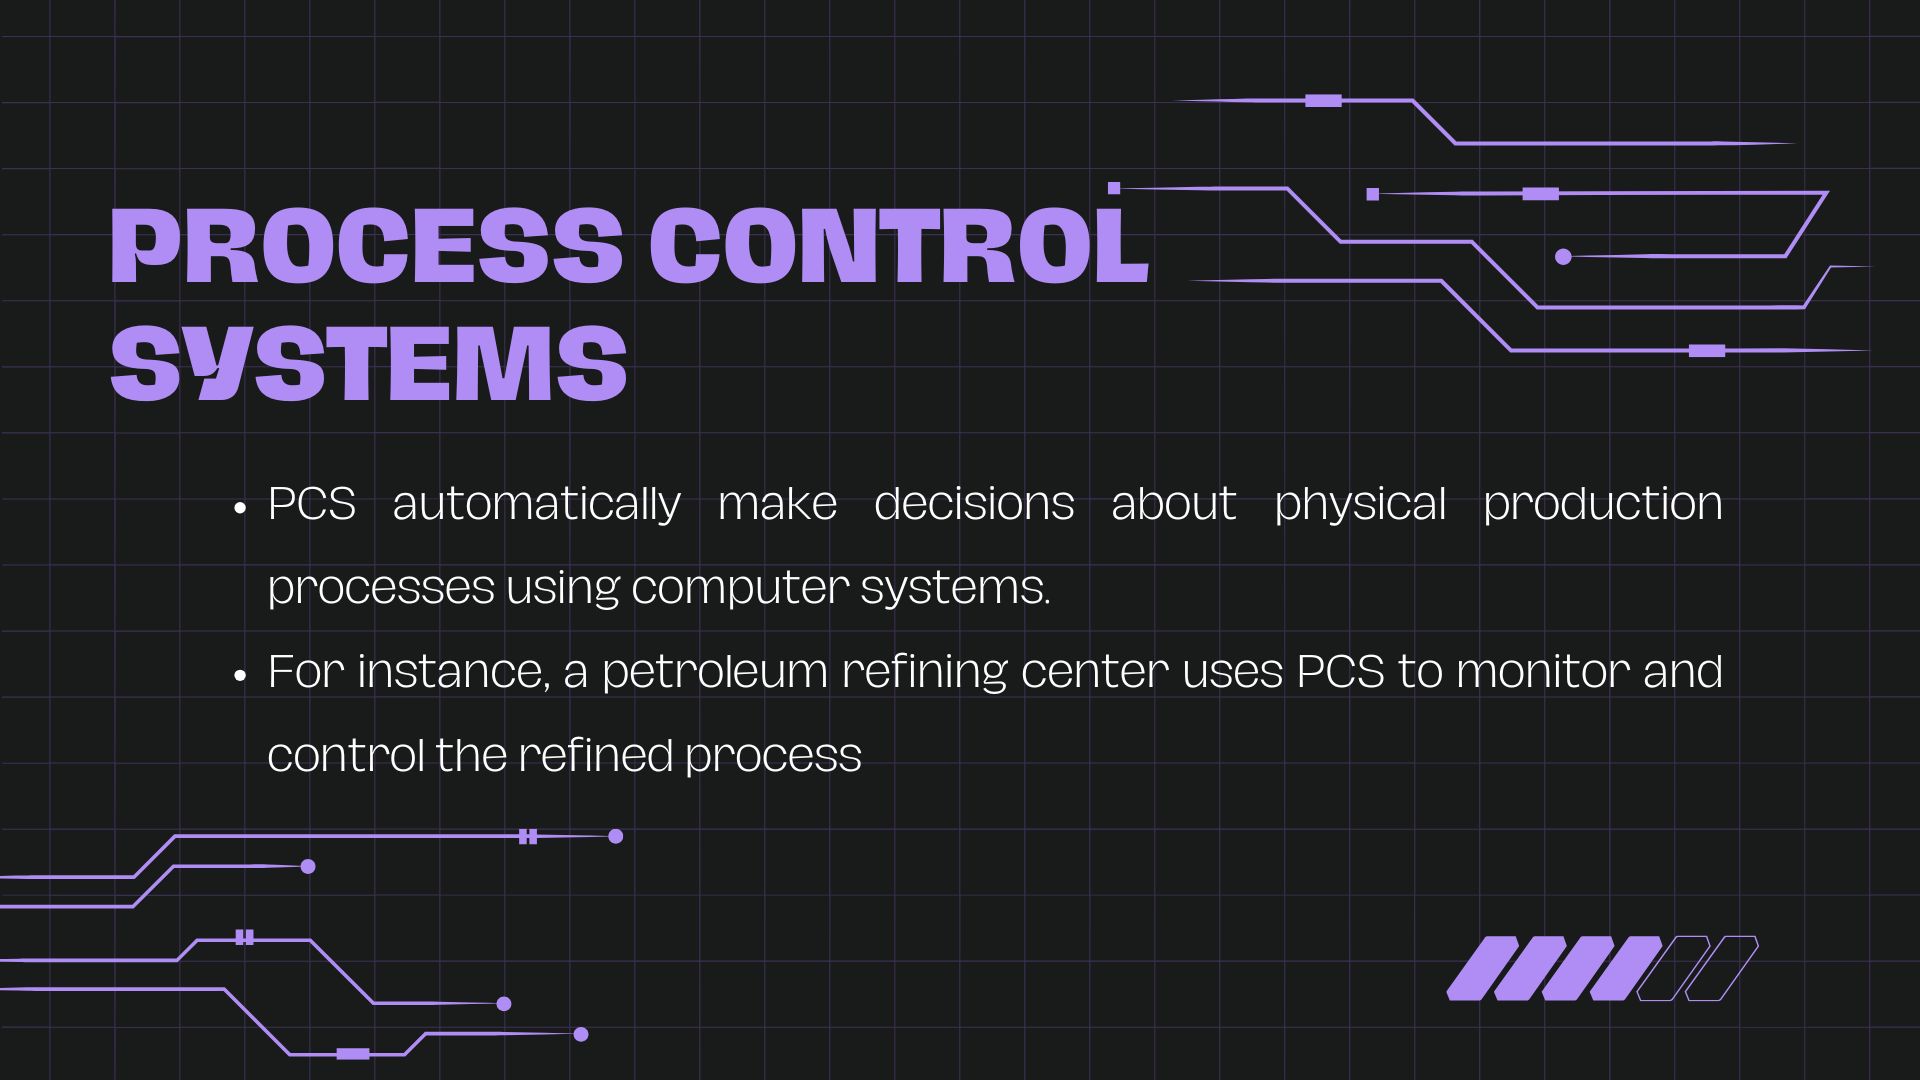 PROCESS CONTROL
SYSTEMS
• PCS automatically make decisions about physical production
processes using computer systems.
• For instance, a petroleum refining center uses PCS to monitor and
control the refined process